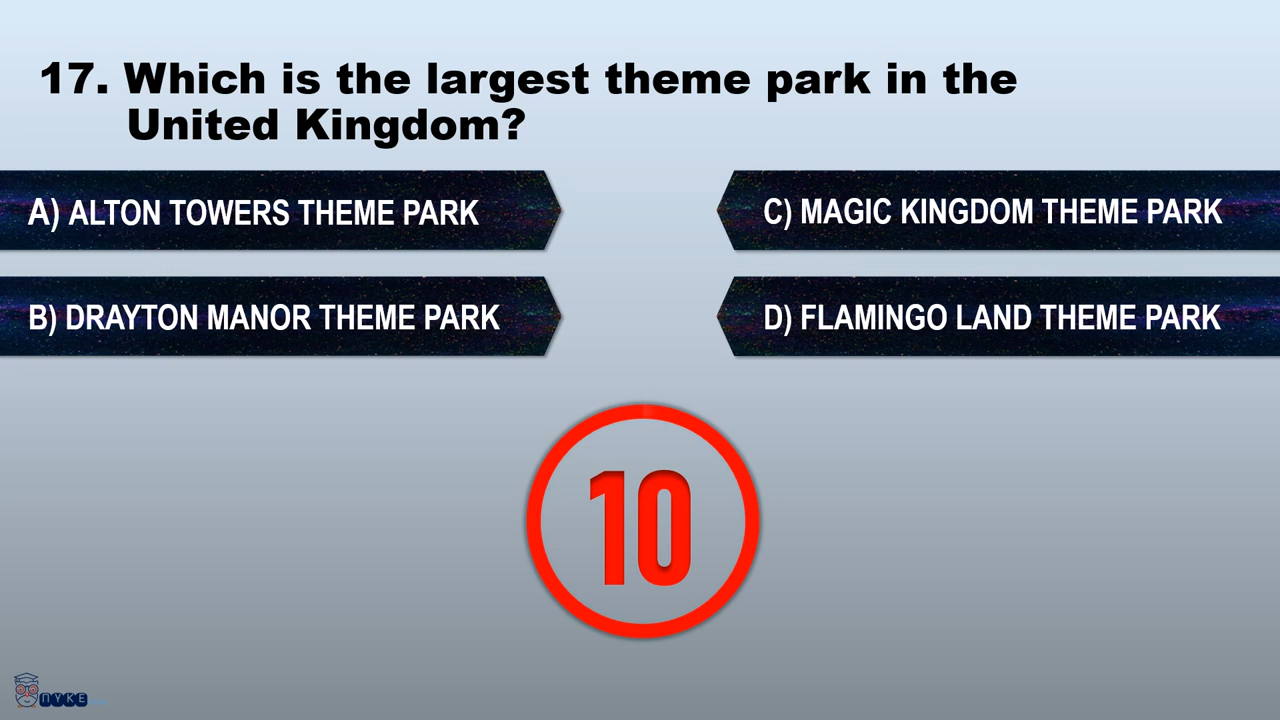 17. Which is the largest theme park in the
United Kingdom?
A) ALTON TOWERS THEME PARK
C) MAGIC KINGDOM THEME PARK
B) DRAYTON MANOR THEME PARK
D) FLAMINGO LAND THEME PARK
10
NYKE